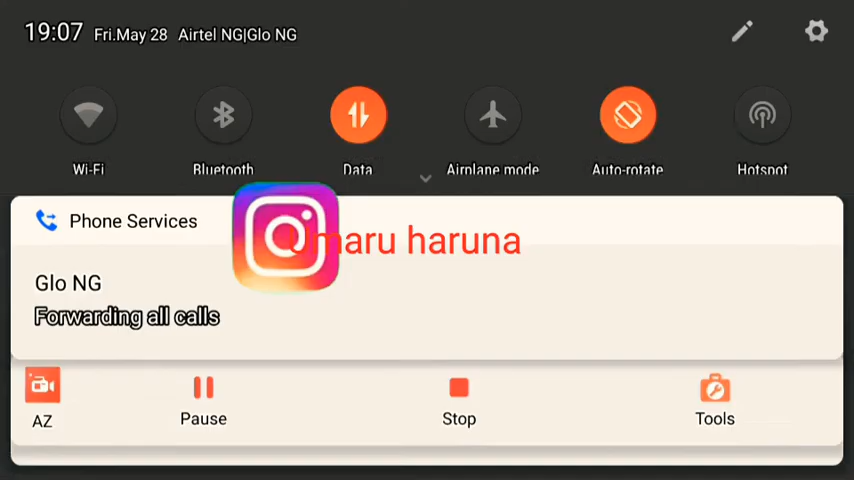 19:07 Fri.May 28 Airtel NG|Glo NG
Wi-Fi Bluetooth Data Airplane mode Auto-rotate Hotspot
Phone Services
Umaru haruna
Glo NG
Forwarding all calls
AZ Pause Stop Tools